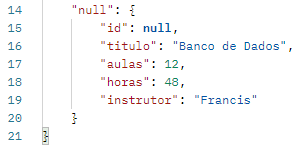 14 "null": {
15 "id": null,
16 "titulo": "Banco de Dados",
17 "aulas": 12,
18 "horas": 48,
19 "instrutor": "Francis"
20 }
21 }